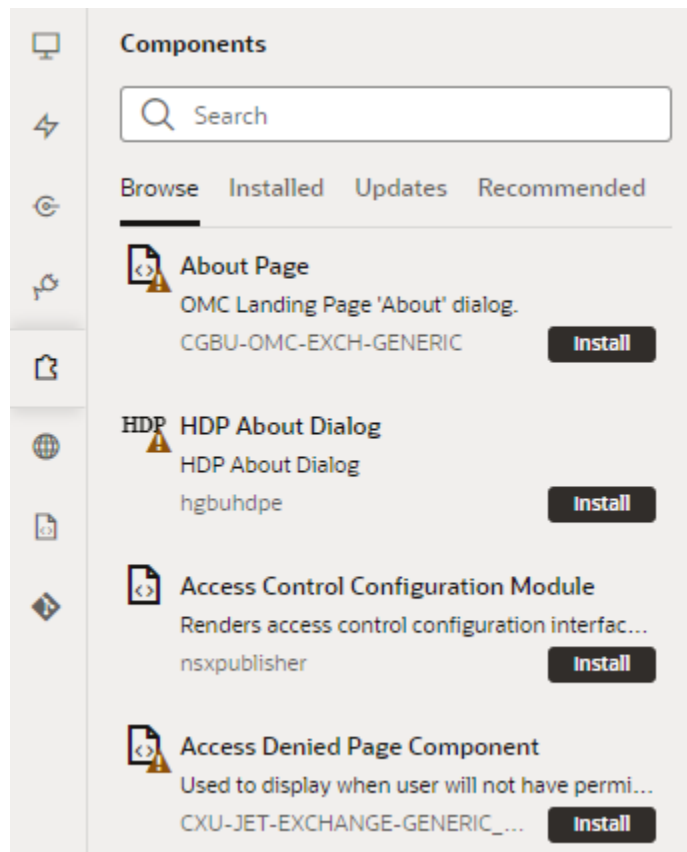 Components
Search
Browse Installed Updates Recommended
About Page
OMC Landing Page 'About' dialog.
CGBU-OMC-EXCH-GENERIC Install
HDP HDP About Dialog
HDP About Dialog
hgbuhdpe Install
Access Control Configuration Module
Renders access control configuration interfac...
nsxpublisher Install
Access Denied Page Component
Used to display when user will not have permi...
CXU-JET-EXCHANGE-GENERIC_... Install